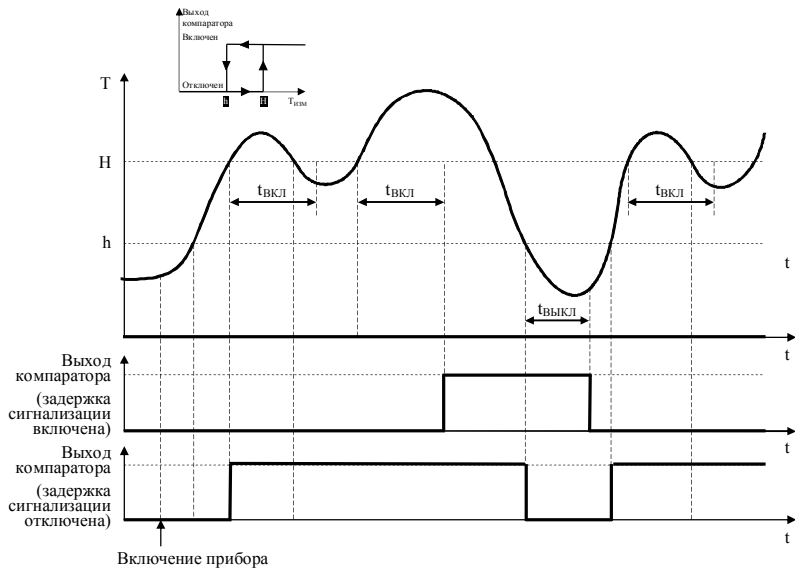 Выход
компаратора
Включен
Отключен
h
H
Tизм
T
H
tВКЛ
tВКЛ
tВКЛ
h
t
tВЫКЛ
t
Выход
компаратора
(задержка
сигнализации
включена)
t
Выход
компаратора
(задержка
сигнализации
отключена)
t
Включение прибора